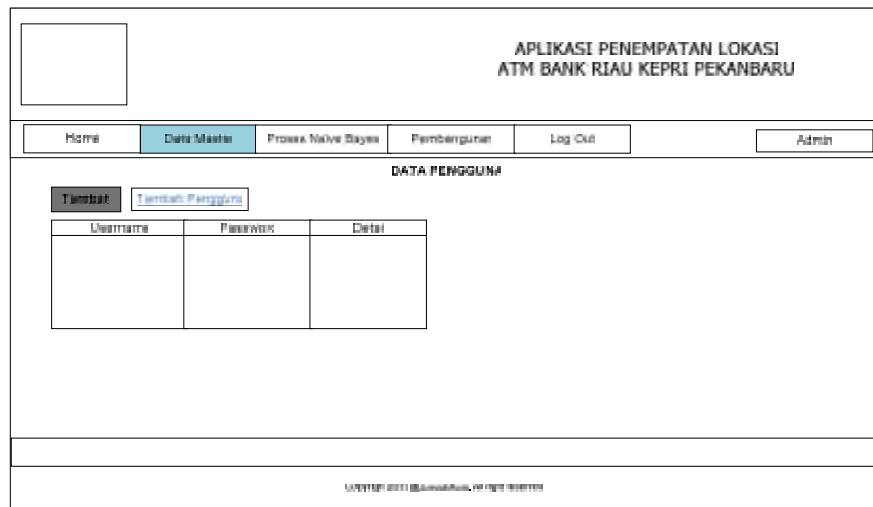 APLIKASI PENEMPATAN LOKASI
ATM BANK RIAU KEPRI PEKANBARU
Home Data Master Proses Naive Bayes Pembangunan Log Out Admin
DATA PENGGUNA
Tambah Tambah Pengguna
Username Password Detail